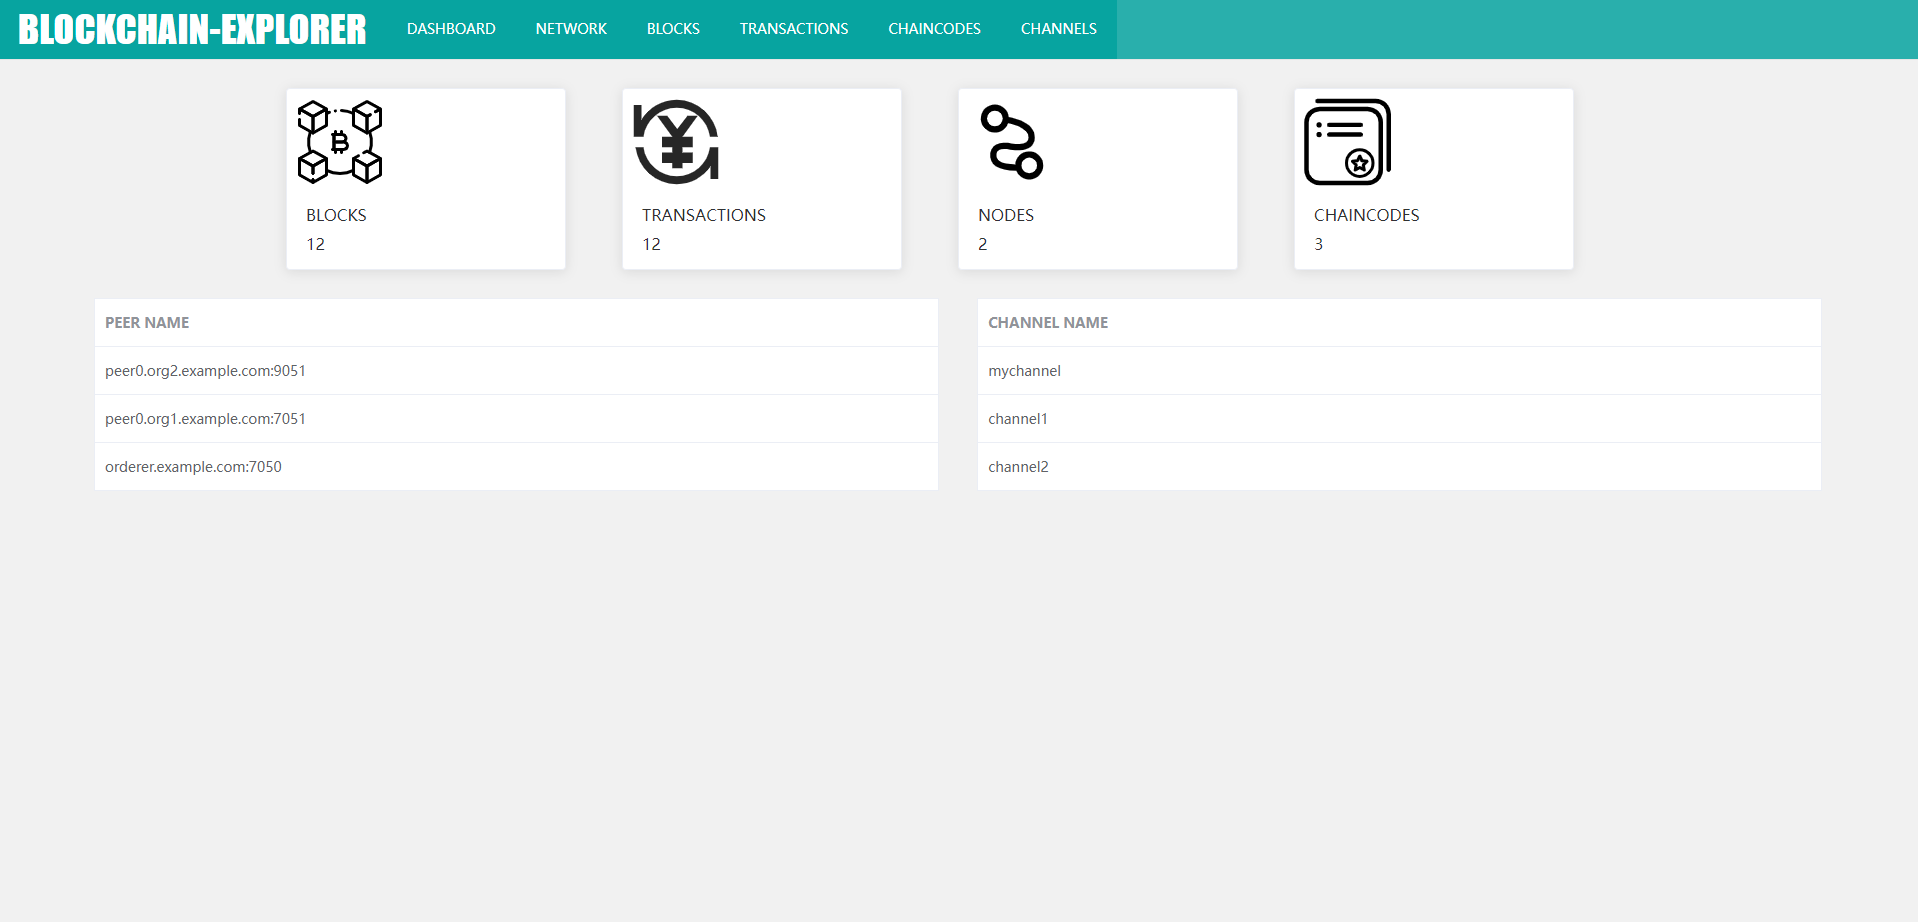 BLOCKCHAIN-EXPLORER DASHBOARD NETWORK BLOCKS TRANSACTIONS CHAINCODES CHANNELS
BLOCKS
12
TRANSACTIONS
12
NODES
2
CHAINCODES
3
PEER NAME
peer0.org2.example.com:9051
peer0.org1.example.com:7051
orderer.example.com:7050
CHANNEL NAME
mychannel
channel1
channel2